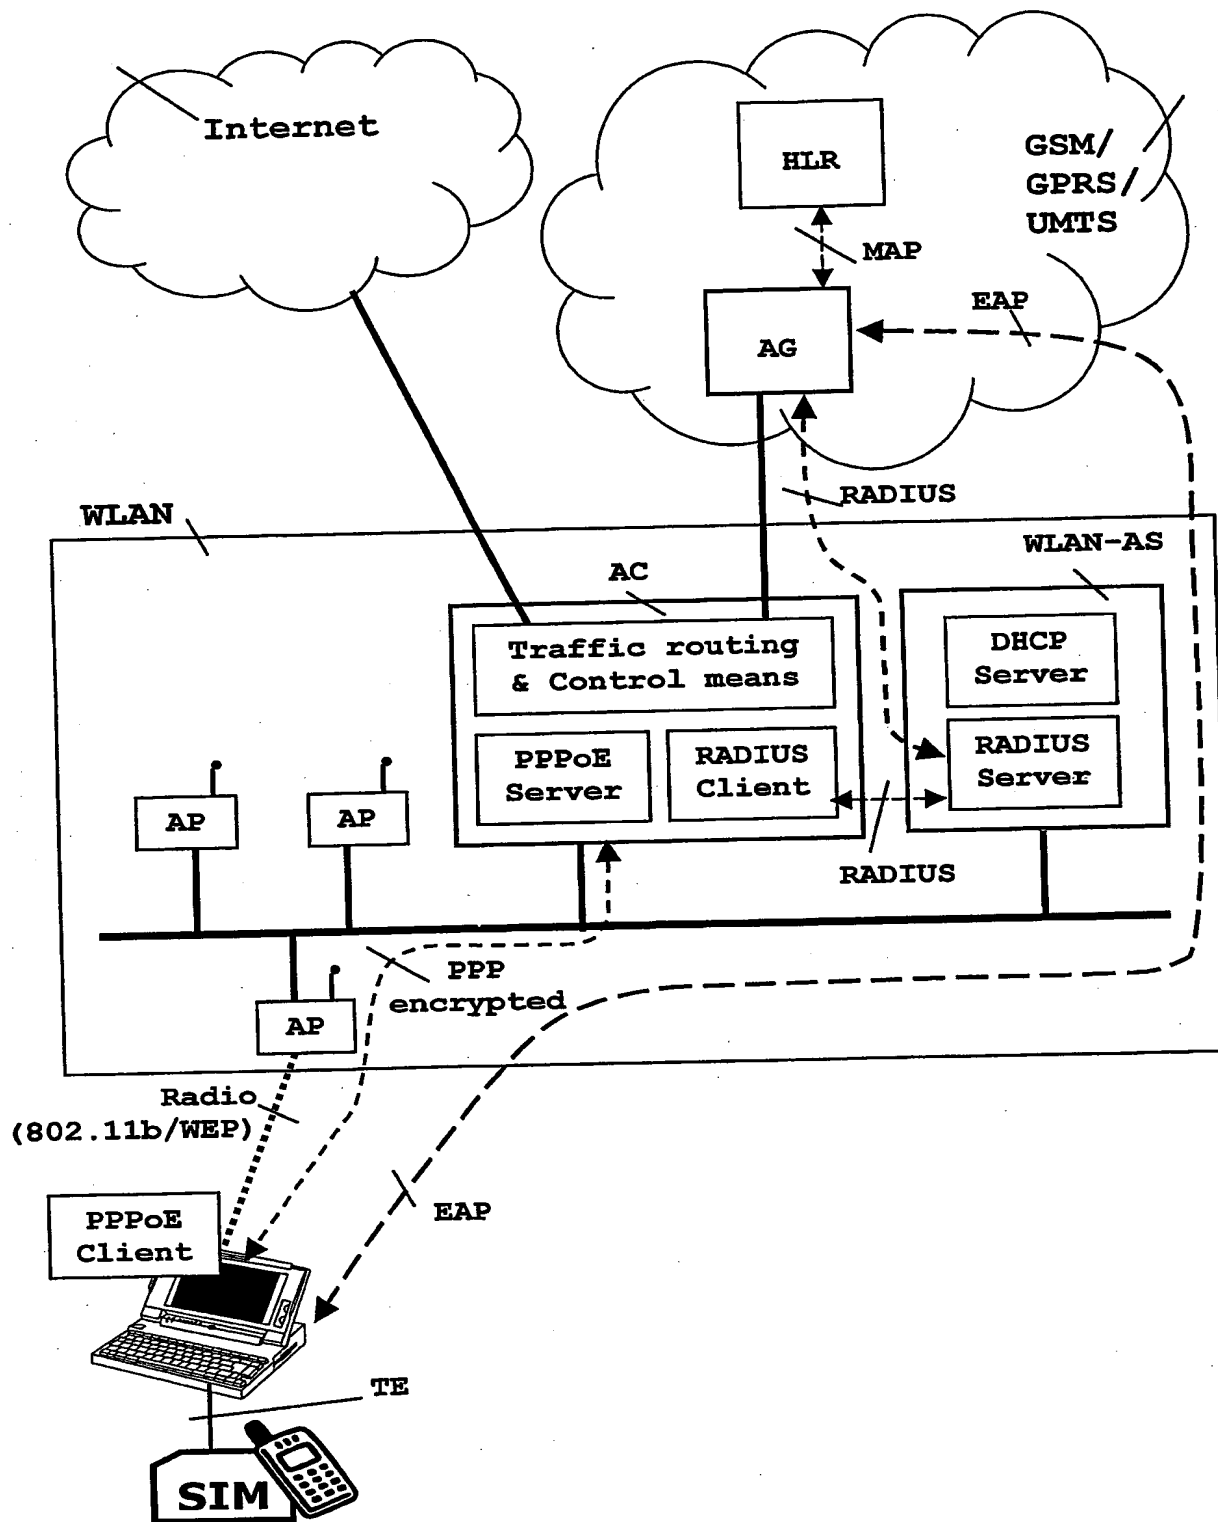 Internet
HLR
GSM/
GPRS/
UMTS
MAP
EAP
AG
RADIUS
WLAN
WLAN-AS
AC
Traffic routing
& Control means
DHCP
Server
PPPoE
Server
RADIUS
Client
RADIUS
Server
AP
AP
RADIUS
PPP
encrypted
AP
Radio
(802.11b/WEP)
EAP
PPPoE
Client
TE
SIM